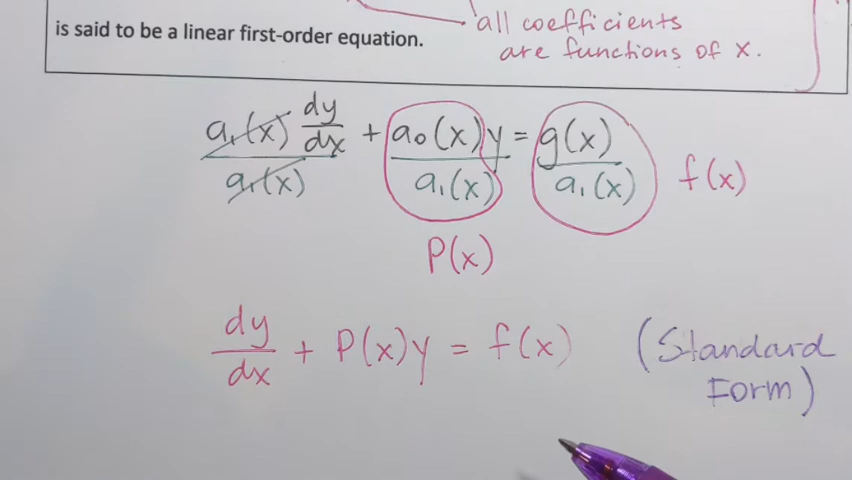 all coefficients
is said to be a linear first-order equation.
are functions of x.
a₁(x) dy/dx + a₀(x)y = g(x)
a₁(x) a₁(x) a₁(x) f(x)
P(x)
dy/dx + P(x)y = f(x) (Standard
Form)